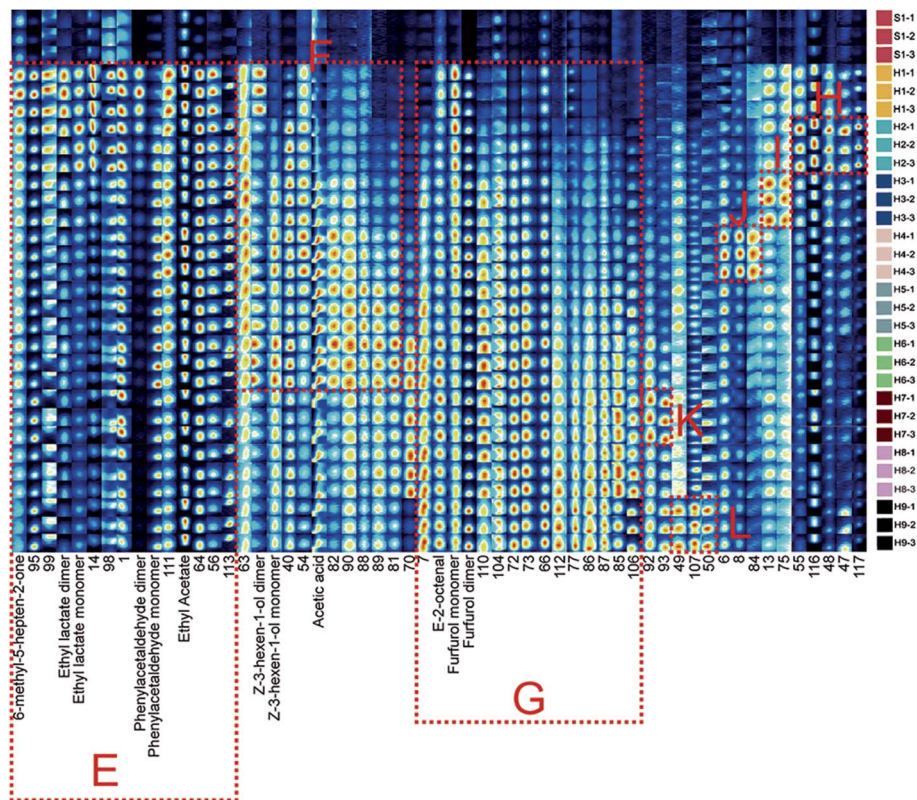 S1-1
S1-2
S1-3
H1-1
H1-2
H1-3
H2-1
H2-2
H2-3
H3-1
H3-2
H3-3
H4-1
H4-2
H4-3
H5-1
H5-2
H5-3
H6-1
H6-2
H6-3
H7-1
H7-2
H7-3
H8-1
H8-2
H8-3
H9-1
H9-2
H9-3
F
H
I
J
K
L
6-methyl-5-hepten-2-one
95
99
Ethyl lactate dimer
Ethyl lactate monomer
14
98
1
Phenylacetaldehyde dimer
Phenylacetaldehyde monomer
111
Ethyl Acetate
64
56
113
63
Z-3-hexen-1-ol dimer
Z-3-hexen-1-ol monomer
40
54
Acetic acid
82
90
88
89
81
70
7
E-2-octenal
Furfurol monomer
Furfurol dimer
110
104
72
73
66
112
77
86
87
85
106
92
93
49
107
50
6
8
84
13
75
55
116
48
47
117
E
G